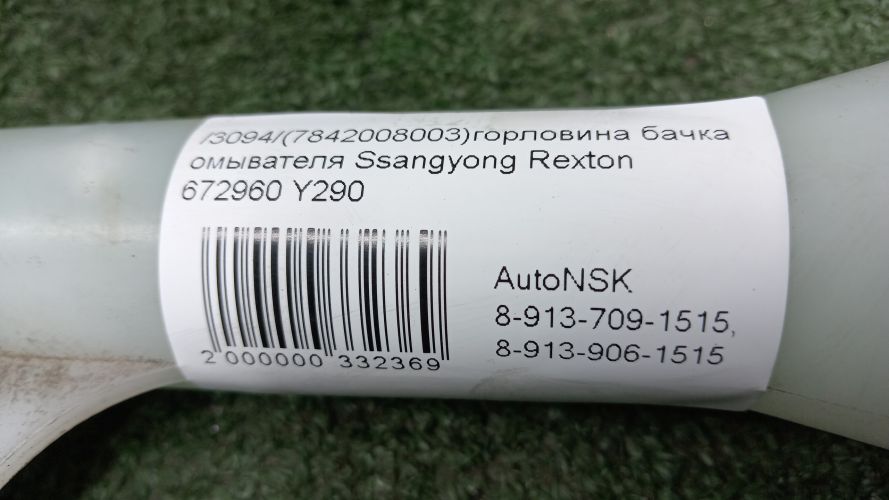 /3094/(7842008003)горловина бачка
омывателя Ssangyong Rexton
672960 Y290
AutoNSK
8-913-709-1515,
8-913-906-1515
2 000000 332369